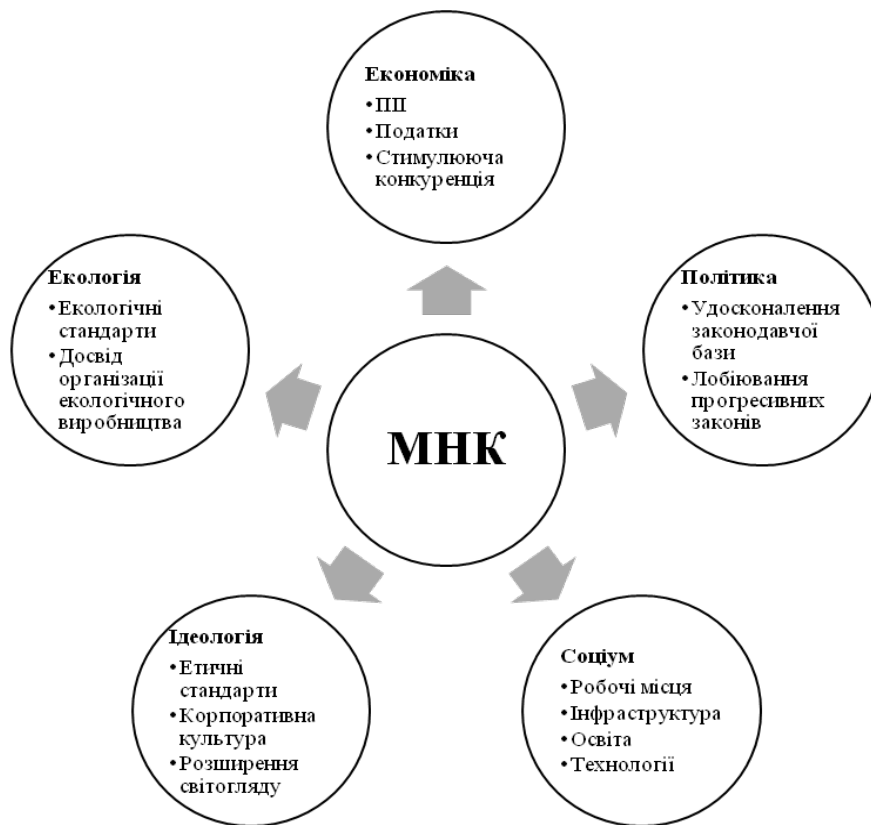 Економіка
•ПІІ
•Податки
•Стимулююча
конкуренція
Екологія
•Екологічні
стандарти
•Досвід
організації
екологічного
виробництва
Політика
•Удосконалення
законодавчої
бази
•Лобіювання
прогресивних
законів
МНК
Ідеологія
•Етичні
стандарти
•Корпоративна
культура
•Розширення
світогляду
Соціум
•Робочі місця
•Інфраструктура
•Освіта
•Технології